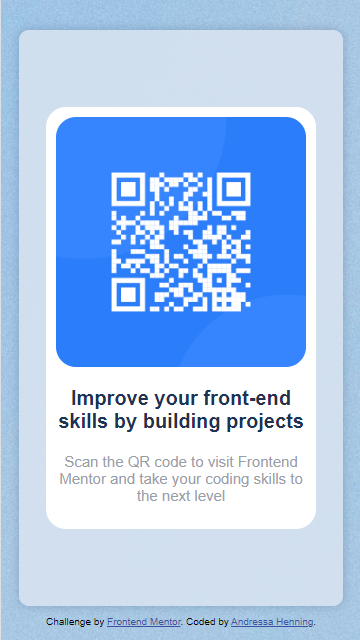 Improve your front-end
skills by building projects
Scan the QR code to visit Frontend
Mentor and take your coding skills to
the next level
Challenge by Frontend Mentor. Coded by Andressa Henning.